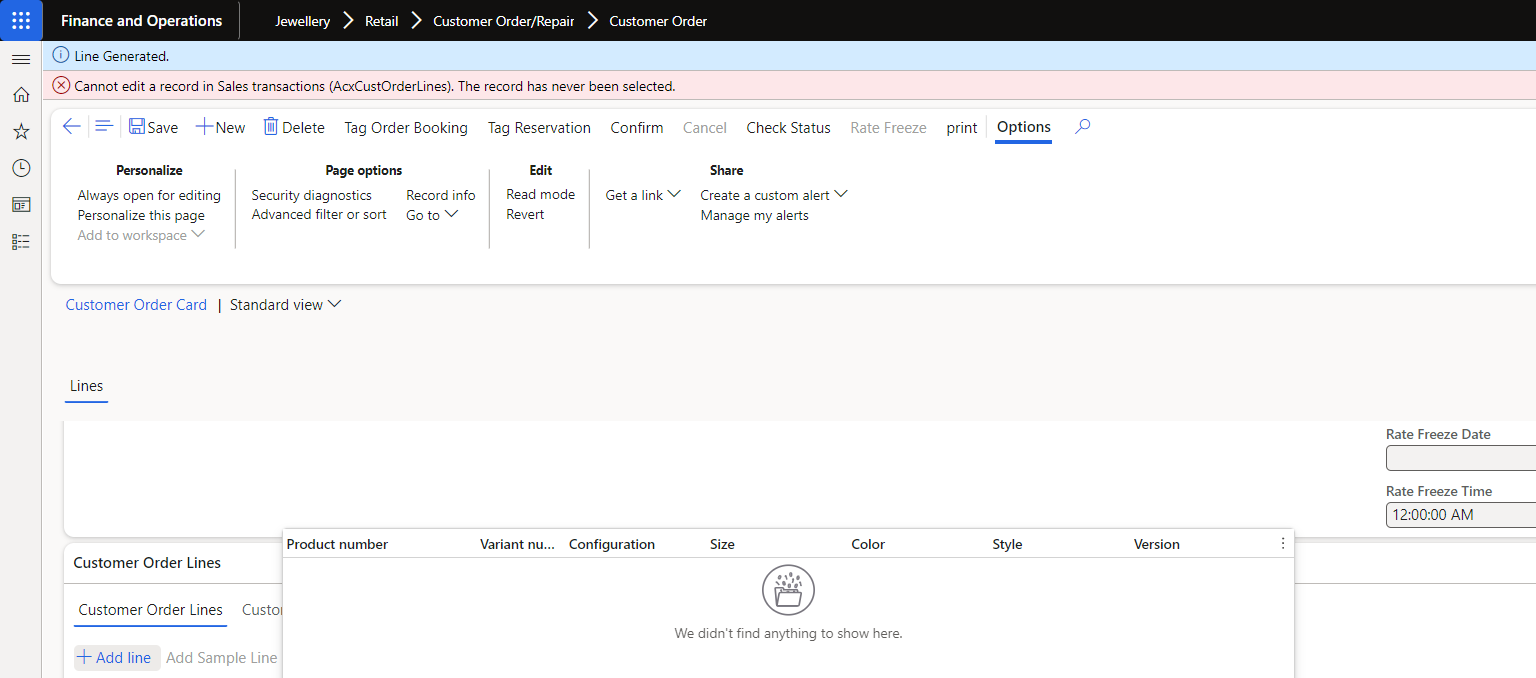 Finance and Operations
Jewellery > Retail > Customer Order/Repair > Customer Order
Line Generated.
Cannot edit a record in Sales transactions (AcxCustOrderLines). The record has never been selected.
Save New Delete Tag Order Booking Tag Reservation Confirm Cancel Check Status Rate Freeze print Options
Personalize
Always open for editing
Personalize this page
Add to workspace
Page options
Security diagnostics
Advanced filter or sort
Record info
Go to
Edit
Read mode
Revert
Share
Get a link
Create a custom alert
Manage my alerts
Customer Order Card | Standard view
Lines
Rate Freeze Date
Rate Freeze Time
12:00:00 AM
Product number Variant nu... Configuration Size Color Style Version
We didn't find anything to show here.
Customer Order Lines
Customer Order Lines Custo
+ Add line Add Sample Line